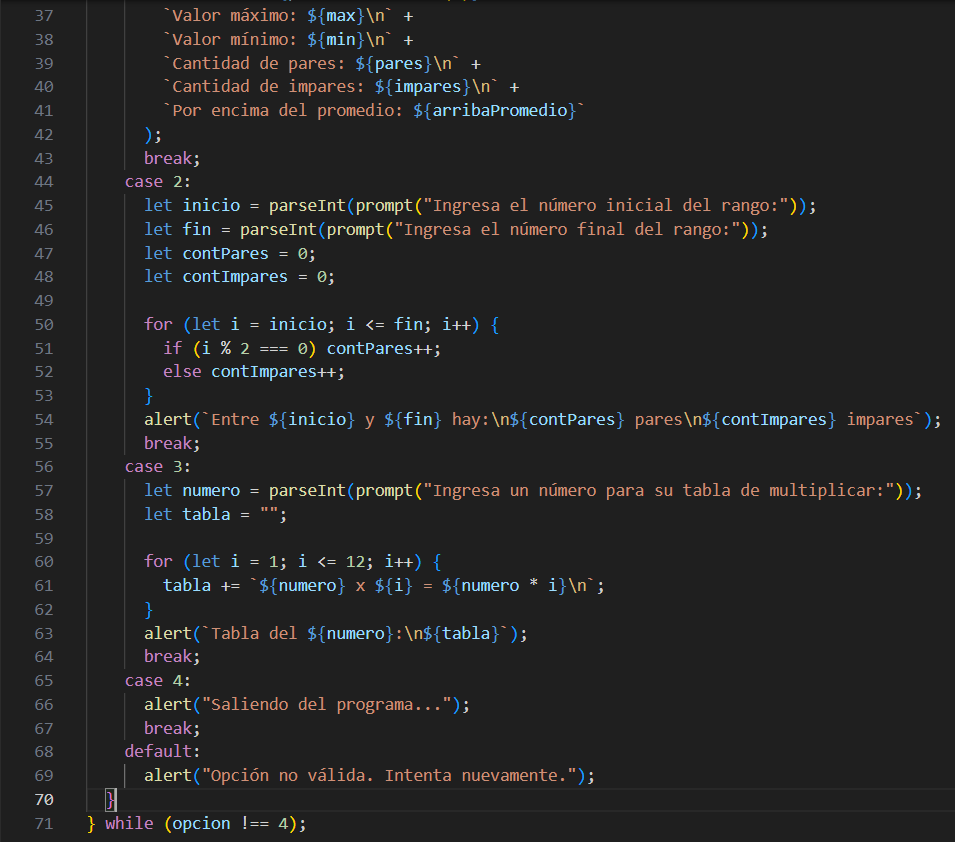 37 `Valor máximo: ${max}\n` +
38 `Valor mínimo: ${min}\n` +
39 `Cantidad de pares: ${pares}\n` +
40 `Cantidad de impares: ${impares}\n` +
41 `Por encima del promedio: ${arribaPromedio}`
42 );
43 break;
44 case 2:
45 let inicio = parseInt(prompt("Ingresa el número inicial del rango:"));
46 let fin = parseInt(prompt("Ingresa el número final del rango:"));
47 let contPares = 0;
48 let contImpares = 0;
49
50 for (let i = inicio; i <= fin; i++) {
51 if (i % 2 === 0) contPares++;
52 else contImpares++;
53 }
54 alert(`Entre ${inicio} y ${fin} hay:\n${contPares} pares\n${contImpares} impares`);
55 break;
56 case 3:
57 let numero = parseInt(prompt("Ingresa un número para su tabla de multiplicar:"));
58 let tabla = "";
59
60 for (let i = 1; i <= 12; i++) {
61 tabla += `${numero} x ${i} = ${numero * i}\n`;
62 }
63 alert(`Tabla del ${numero}:\n${tabla}`);
64 break;
65 case 4:
66 alert("Saliendo del programa...");
67 break;
68 default:
69 alert("Opción no válida. Intenta nuevamente.");
70 }
71 } while (opcion !== 4);